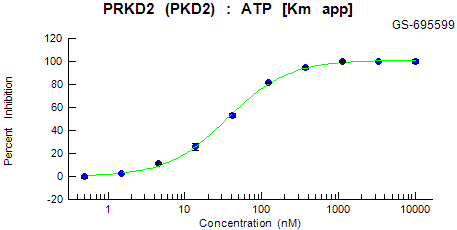 PRKD2 (PKD2) : ATP [Km app]
GS-695599
Percent Inhibition
120
100
80
60
40
20
0
-20
1 10 100 1000 10000
Concentration (nM)